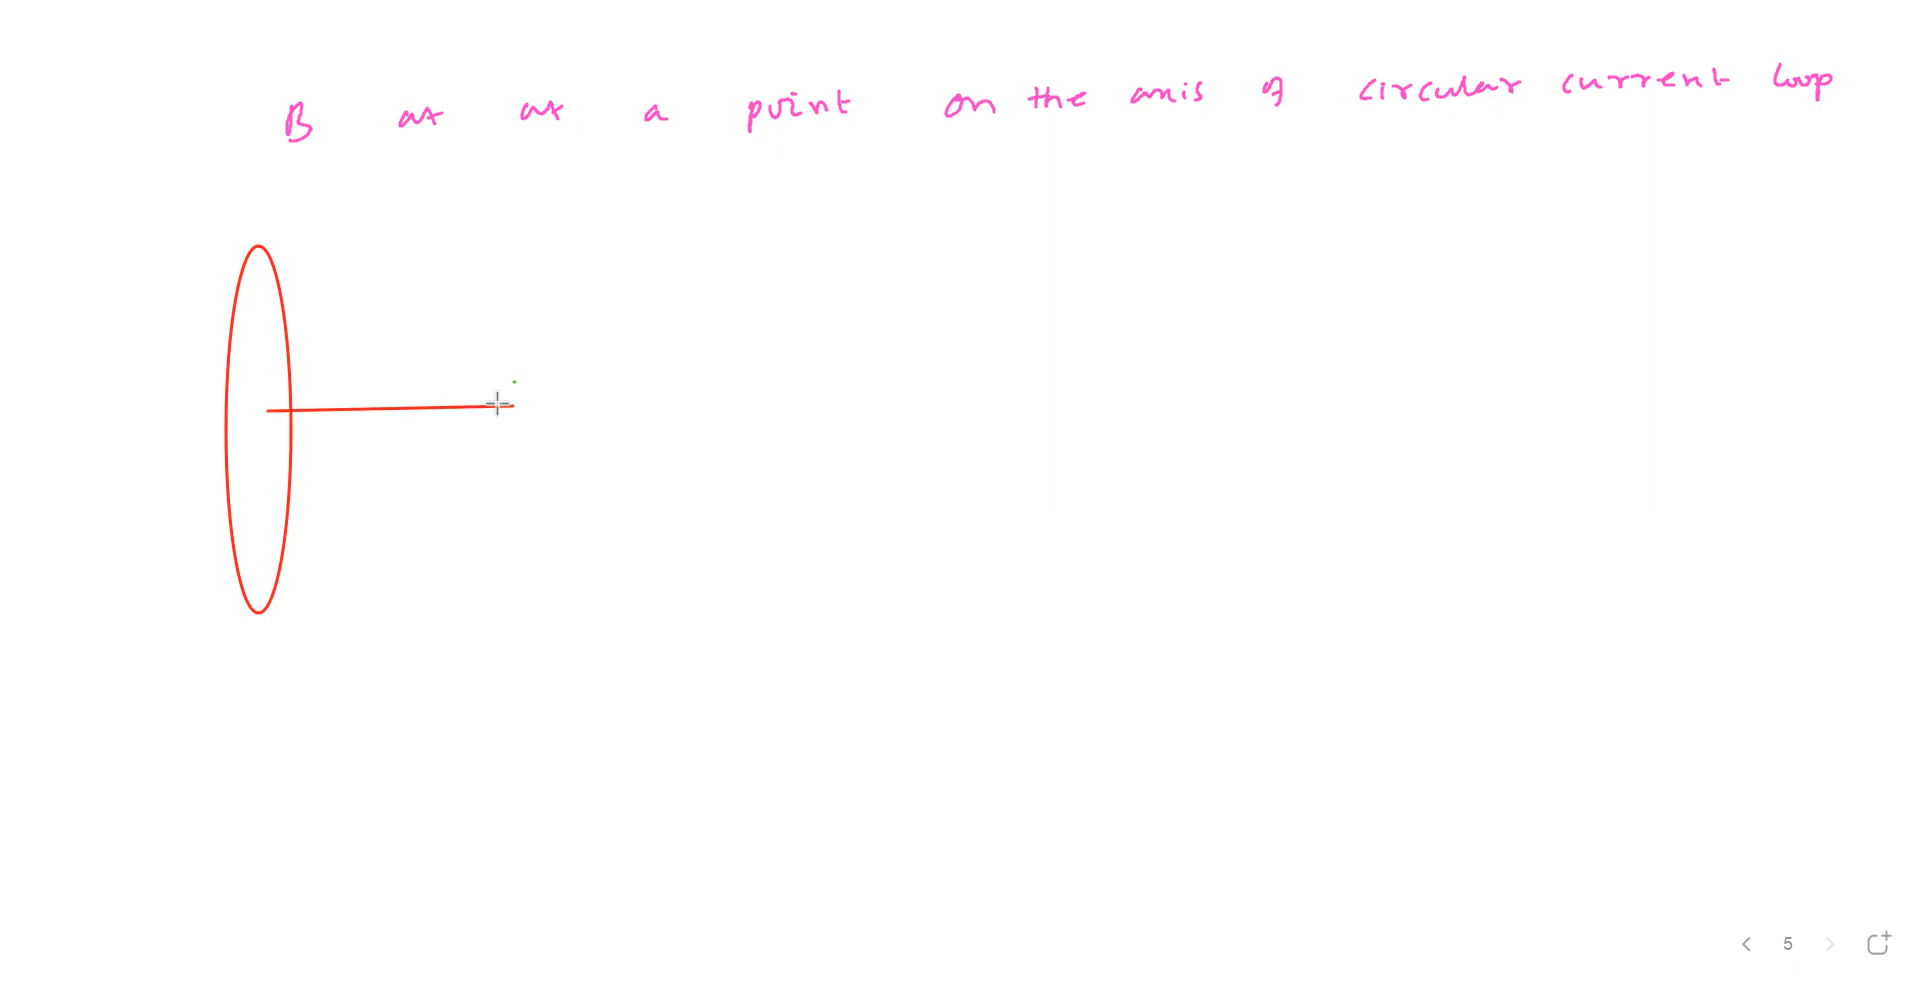 B at at a point on the axis of circular current loop
5